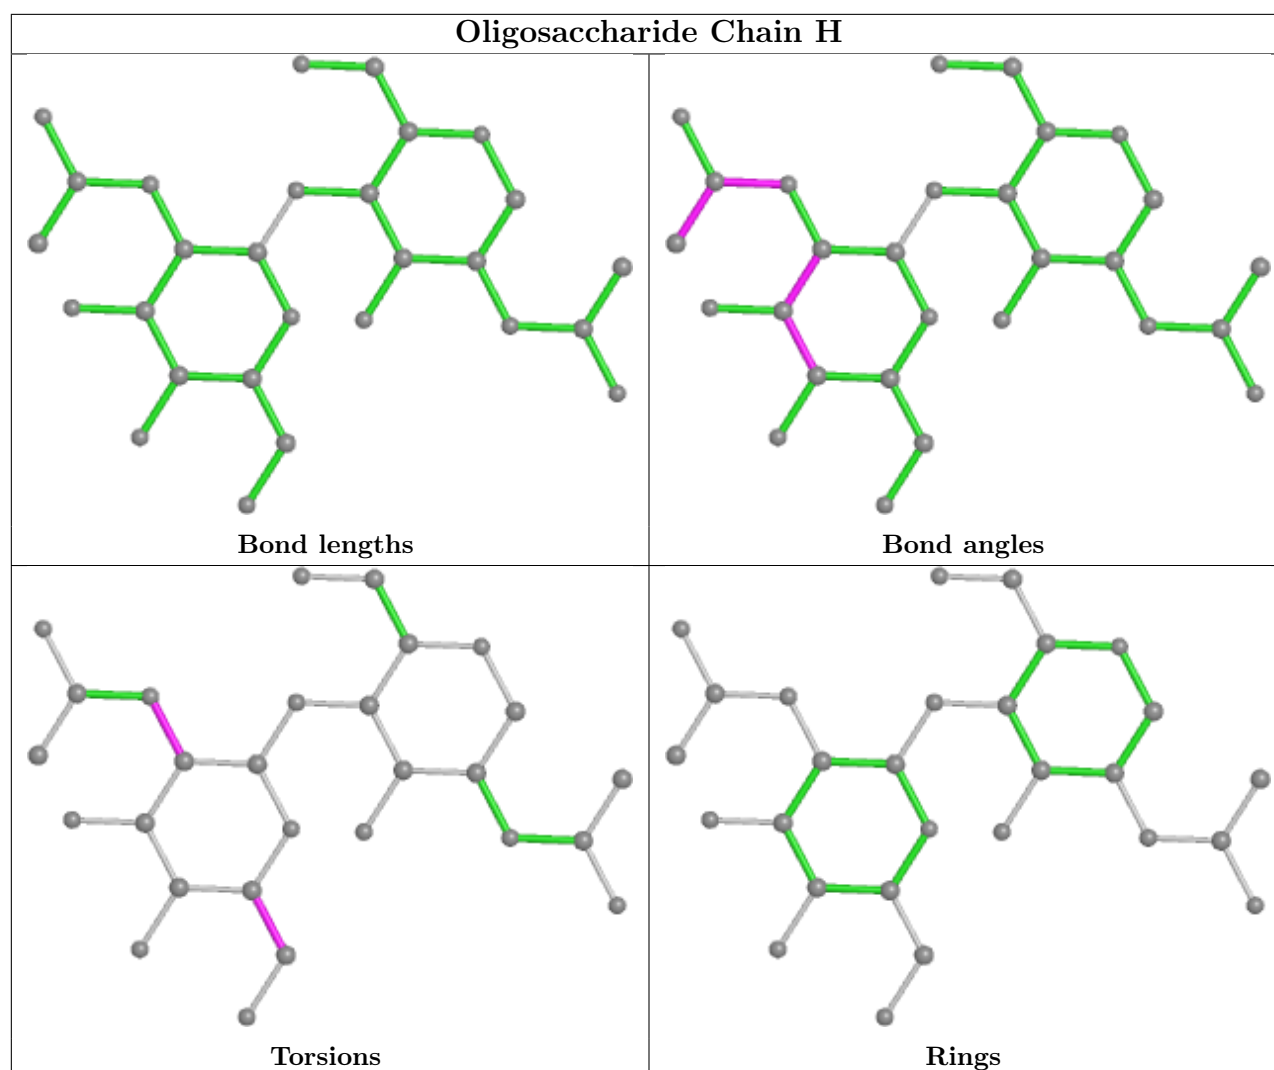 Oligosaccharide Chain H
Bond lengths
Bond angles
Torsions
Rings